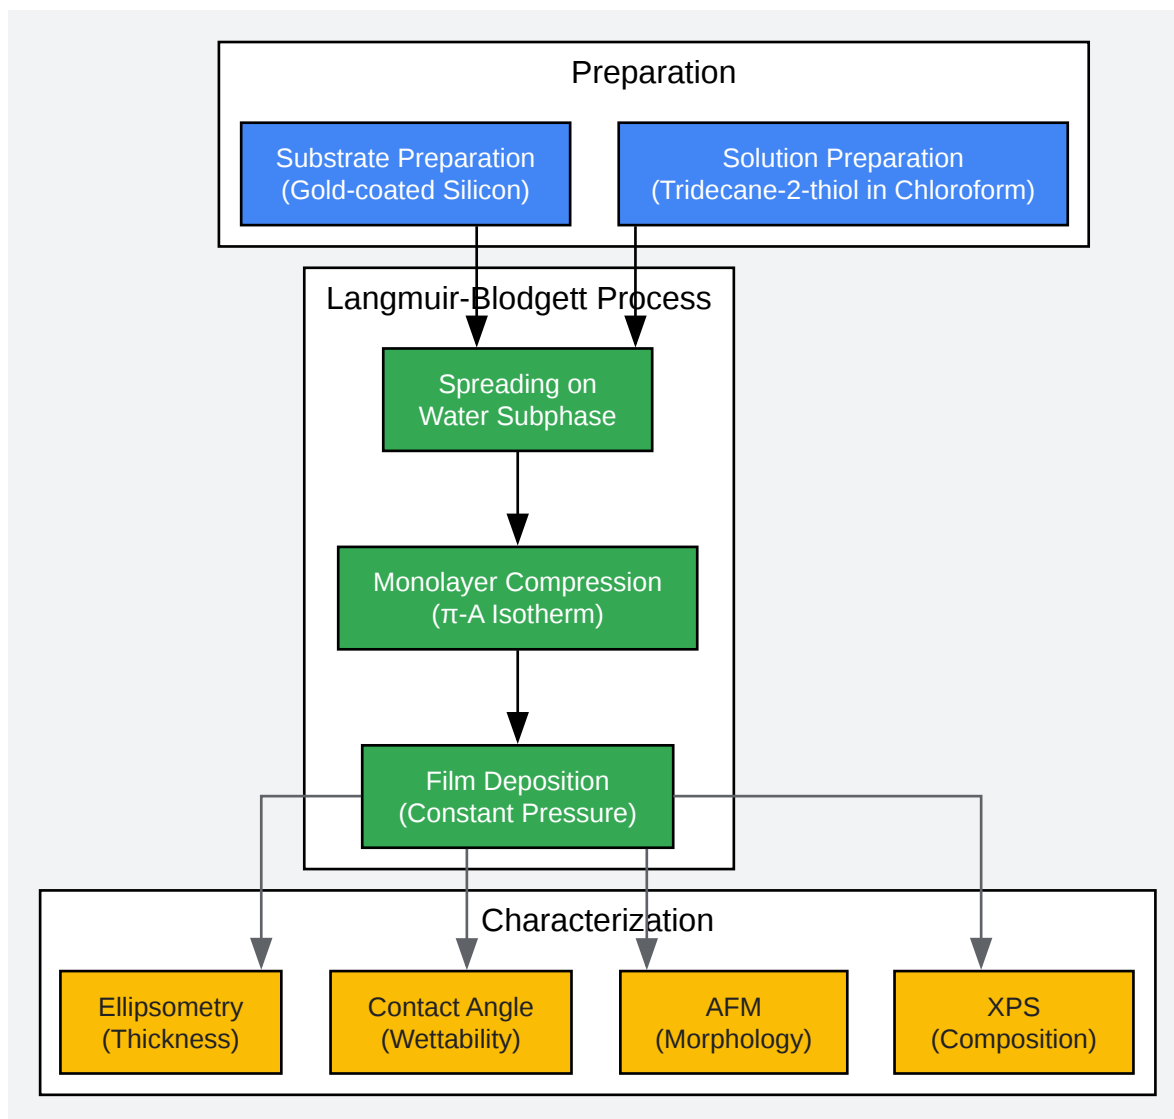 Preparation
Substrate Preparation
(Gold-coated Silicon)
Solution Preparation
(Tridecane-2-thiol in Chloroform)
Langmuir-Blodgett Process
Spreading on
Water Subphase
Monolayer Compression
(π-A Isotherm)
Film Deposition
(Constant Pressure)
Characterization
Ellipsometry
(Thickness)
Contact Angle
(Wettability)
AFM
(Morphology)
XPS
(Composition)